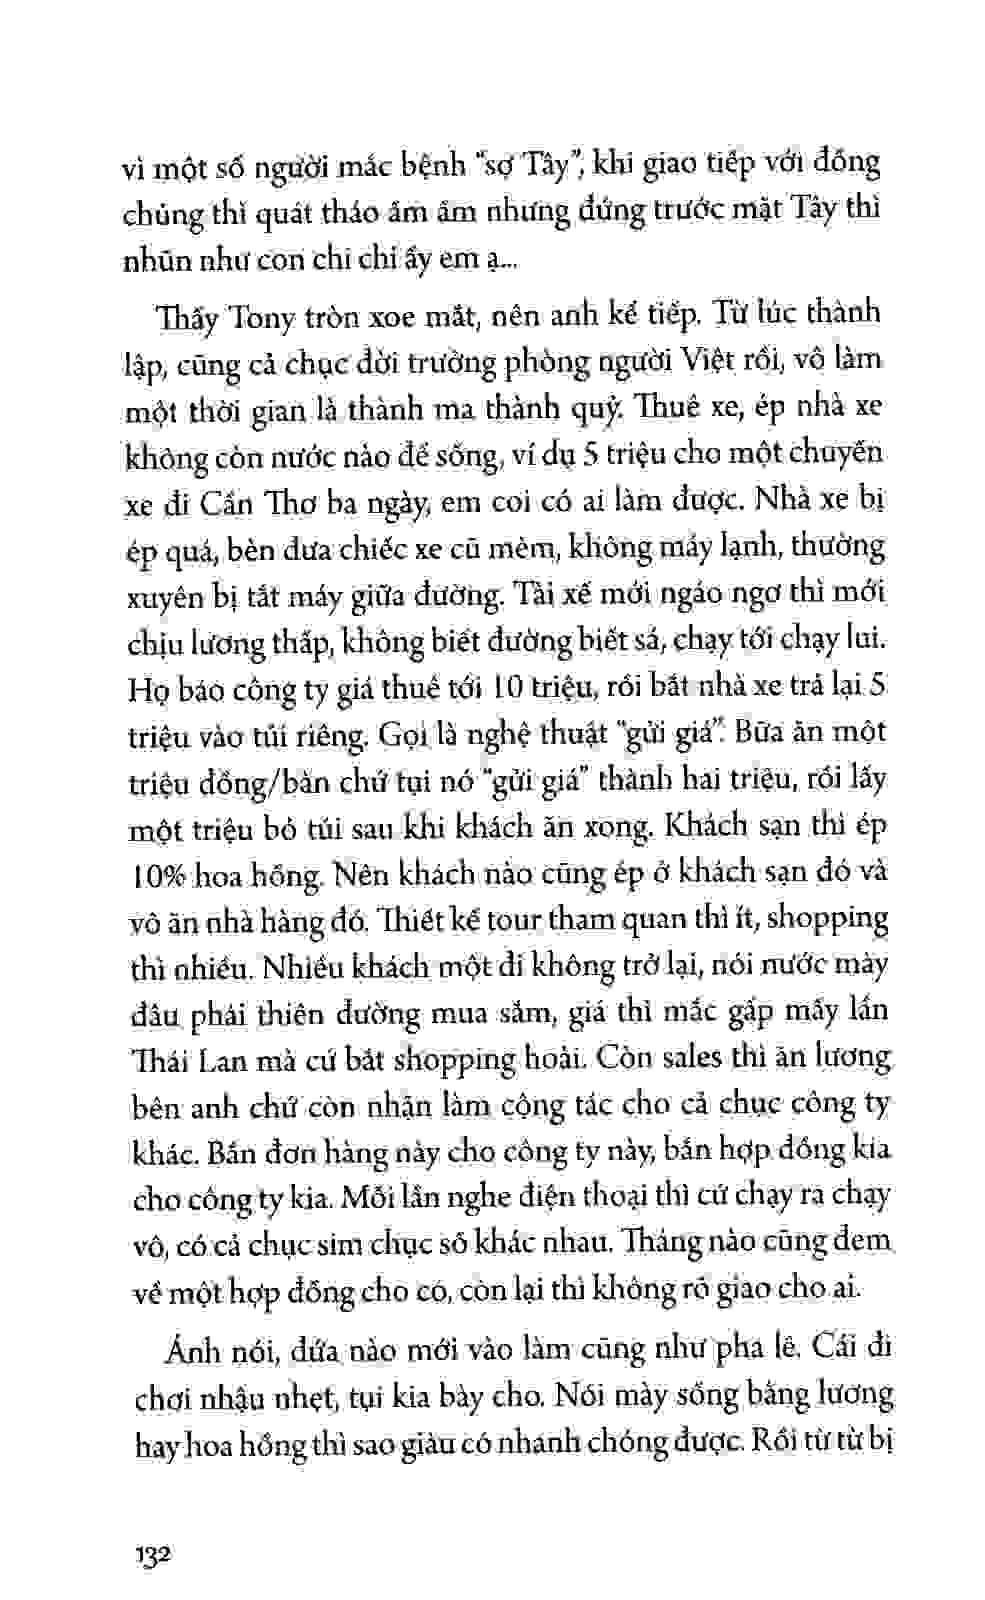 vì một số người mắc bệnh “sợ Tây”, khi giao tiếp với đồng
chủng thì quát tháo ầm ầm nhưng đứng trước mặt Tây thì
nhũn như con chi chi ấy em ạ...
Thấy Tony tròn xoe mắt, nên anh kể tiếp. Từ lúc thành
lập, cũng cả chục đời trưởng phòng người Việt rồi, vô làm
một thời gian là thành ma thành quỷ. Thuê xe, ép nhà xe
không còn nước nào để sống, ví dụ 5 triệu cho một chuyến
xe đi Cần Thơ ba ngày, em coi có ai làm được. Nhà xe bị
ép quá, bèn đưa chiếc xe cũ mèm, không máy lạnh, thường
xuyên bị tắt máy giữa đường. Tài xế mới ngáo ngơ thì mới
chịu lương thấp, không biết đường biết sá, chạy tới chạy lui.
Họ báo công ty giá thuê tới 10 triệu, rồi bắt nhà xe trả lại 5
triệu vào túi riêng. Gọi là nghệ thuật “gửi giá”. Bữa ăn một
triệu đồng/bàn chứ tụi nó “gửi giá” thành hai triệu, rồi lấy
một triệu bỏ túi sau khi khách ăn xong. Khách sạn thì ép
10% hoa hồng. Nên khách nào cũng ép ở khách sạn đó và
vô ăn nhà hàng đó. Thiết kế tour tham quan thì ít, shopping
thì nhiều. Nhiều khách một đi không trở lại, nói nước mày
đâu phải thiên đường mua sắm, giá thì mắc gấp mấy lần
Thái Lan mà cứ bắt shopping hoài. Còn sales thì ăn lương
bên anh chứ còn nhận làm cộng tác cho cả chục công ty
khác. Bắn đơn hàng này cho công ty này, bắn hợp đồng kia
cho công ty kia. Mỗi lần nghe điện thoại thì cứ chạy ra chạy
vô, có cả chục sim chục số khác nhau. Tháng nào cũng đem
về một hợp đồng cho có, còn lại thì không rõ giao cho ai.
Ảnh nói, đứa nào mới vào làm cũng như pha lê. Cái đi
chơi nhậu nhẹt, tụi kia bày cho. Nói mày sống bằng lương
hay hoa hồng thì sao giàu có nhanh chóng được. Rồi từ từ bị
132